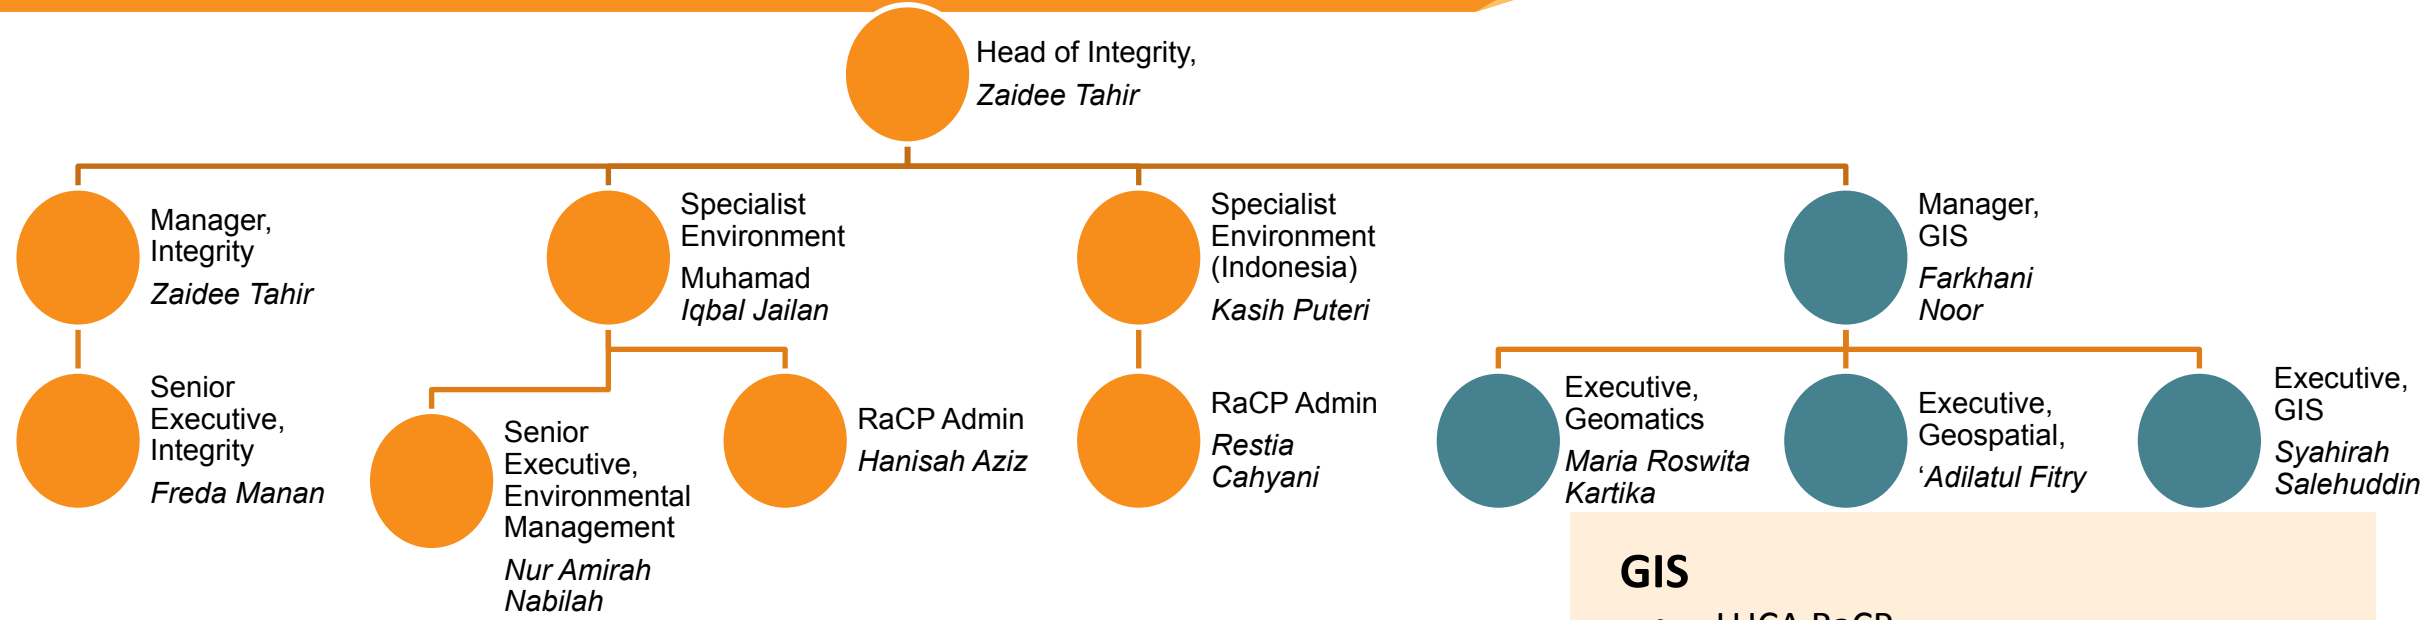 Head of Integrity,
Zaidee Tahir
Manager,
Integrity
Zaidee Tahir
Specialist
Environment
Muhamad
Iqbal Jailan
Specialist
Environment
(Indonesia)
Kasih Puteri
Manager,
GIS
Farkhani
Noor
Senior
Executive,
Integrity
Freda Manan
Senior
Executive,
Environmental
Management
Nur Amirah
Nabilah
RaCP Admin
Hanisah Aziz
RaCP Admin
Restia
Cahyani
Executive,
Geomatics
Maria Roswita
Kartika
Executive,
Geospatial,
‘Adilatul Fitry
Executive,
GIS
Syahirah
Salehuddin
GIS
RaCP